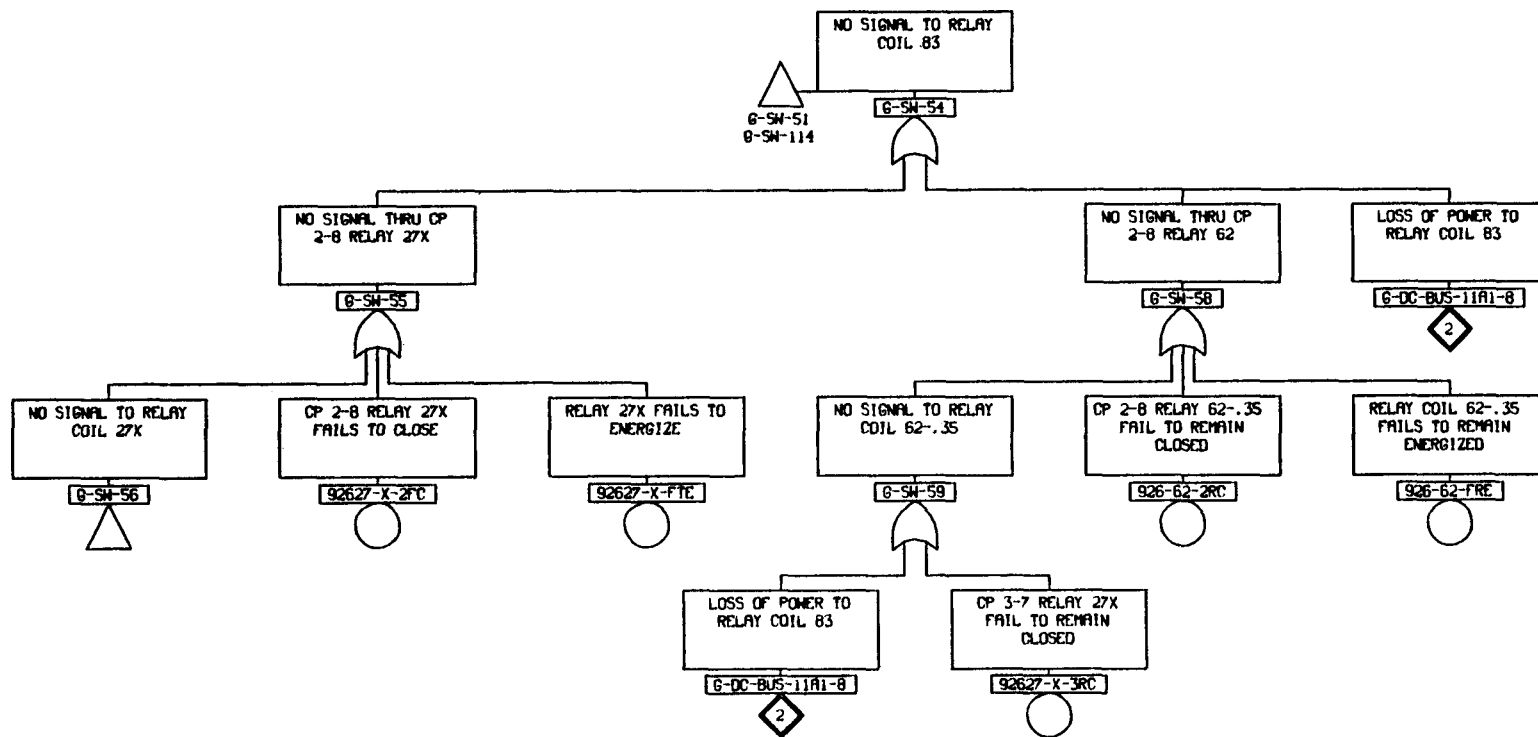 NO SIGNAL TO RELAY
COIL 83
G-SW-54
G-SW-51
G-SW-114
NO SIGNAL THRU CP
2-8 RELAY 27X
G-SW-55
NO SIGNAL THRU CP
2-8 RELAY 62
G-SW-58
LOSS OF POWER TO
RELAY COIL 83
G-DC-BUS-11A1-8
2
NO SIGNAL TO RELAY
COIL 27X
G-SW-56
CP 2-8 RELAY 27X
FAILS TO CLOSE
92627-X-2FC
RELAY 27X FAILS TO
ENERGIZE
92627-X-FTE
NO SIGNAL TO RELAY
COIL 62-.35
G-SW-59
CP 2-8 RELAY 62-.35
FAIL TO REMAIN
CLOSED
926-62-2RC
RELAY COIL 62-.35
FAILS TO REMAIN
ENERGIZED
926-62-FRE
LOSS OF POWER TO
RELAY COIL 83
G-DC-BUS-11A1-8
2
CP 3-7 RELAY 27X
FAIL TO REMAIN
CLOSED
92627-X-3RC